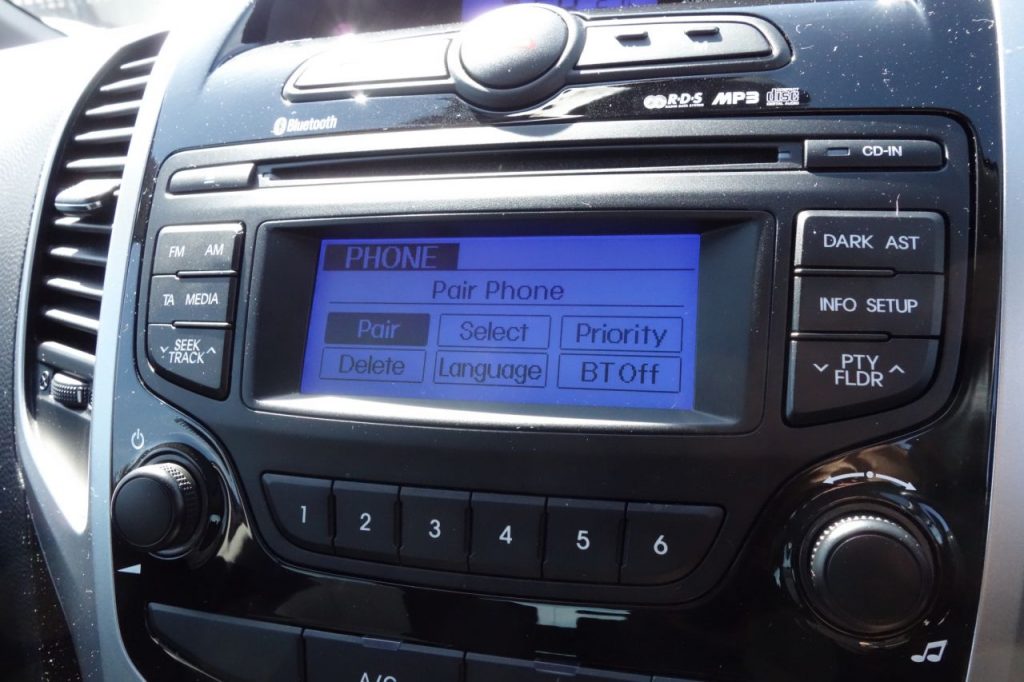 R·D·S MP3 disc
Bluetooth
CD-IN
FM AM
DARK AST
TA MEDIA
INFO SETUP
SEEK
TRACK
PTY
FLDR
PHONE
Pair Phone
Pair Select Priority
Delete Language BT Off
1 2 3 4 5 6
A/C